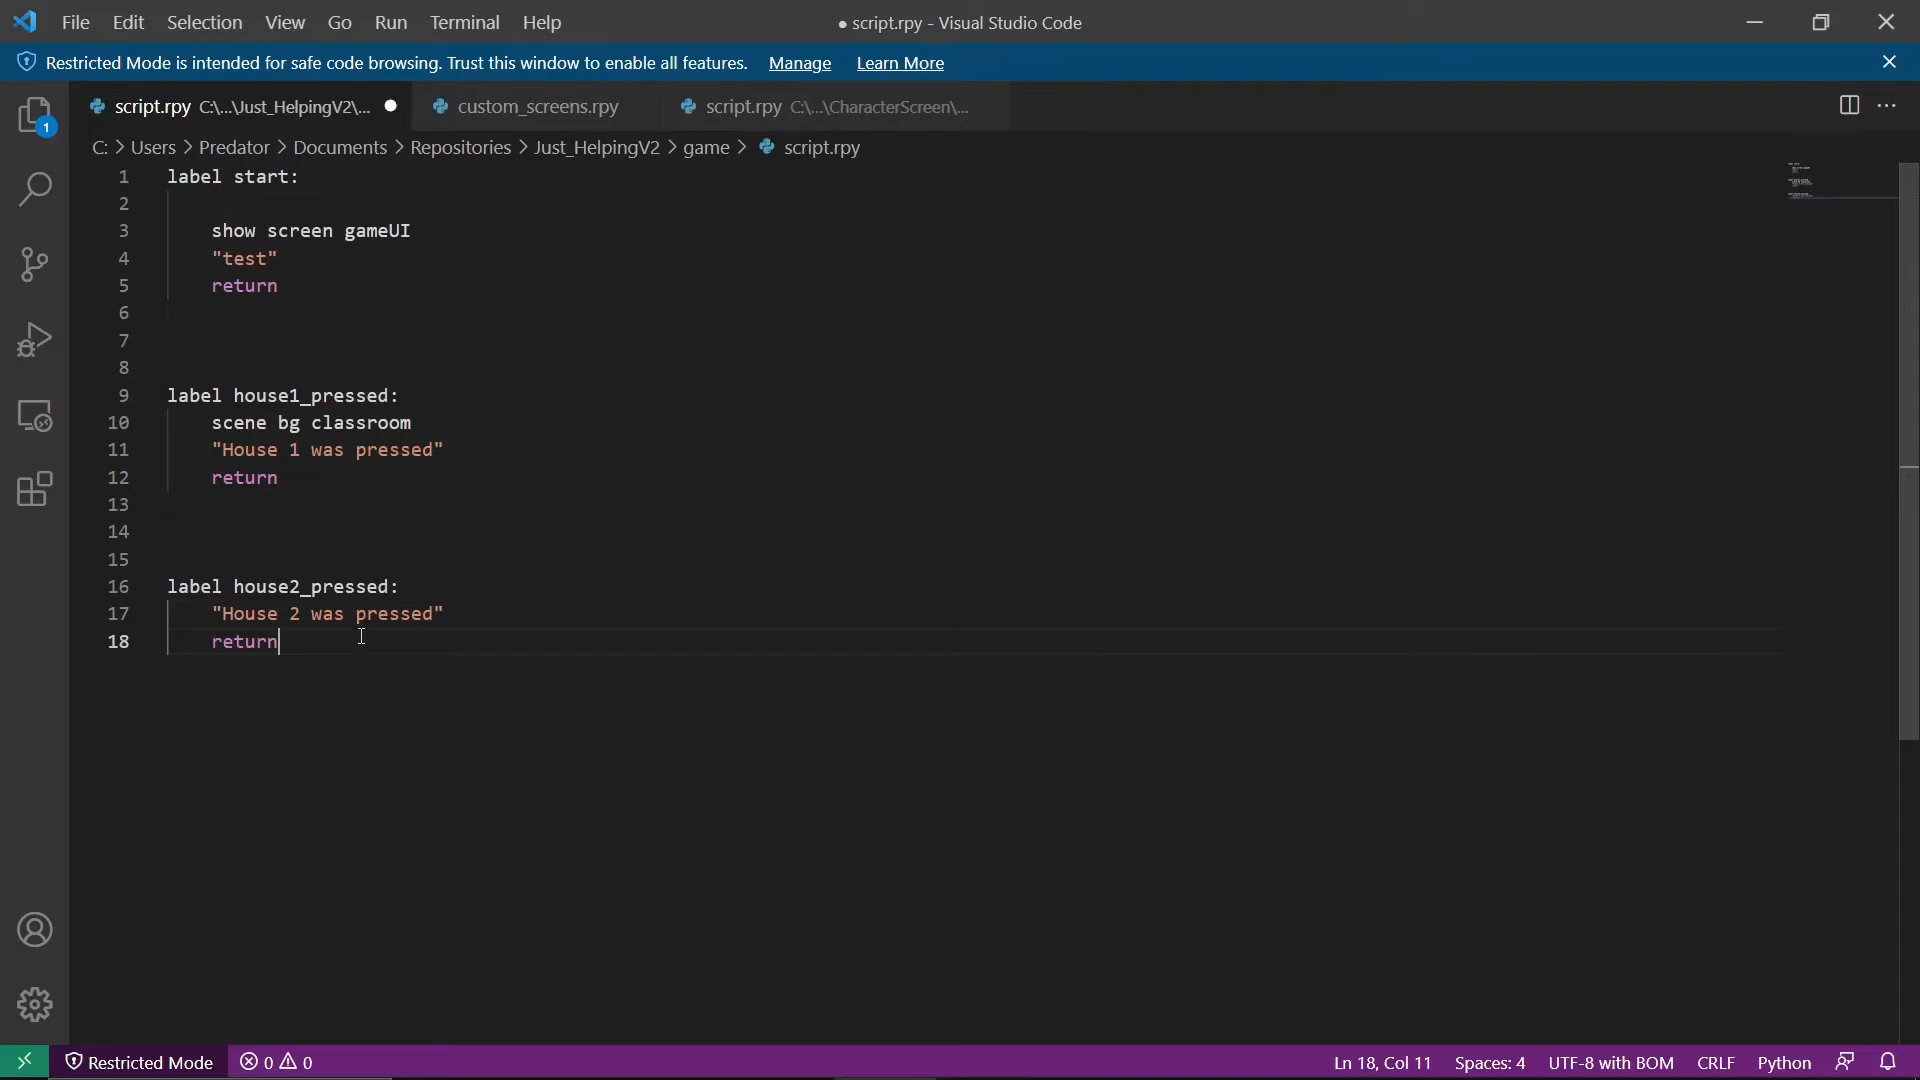 File Edit Selection View Go Run Terminal Help ● script.rpy - Visual Studio Code
Restricted Mode is intended for safe code browsing. Trust this window to enable all features. Manage Learn More
script.rpy C:\...\Just_HelpingV2\... ● custom_screens.rpy script.rpy C:\...\CharacterScreen\...
C: > Users > Predator > Documents > Repositories > Just_HelpingV2 > game > script.rpy
1 label start:
2
3 show screen gameUI
4 "test"
5 return
6
7
8
9 label house1_pressed:
10 scene bg classroom
11 "House 1 was pressed"
12 return
13
14
15
16 label house2_pressed:
17 "House 2 was pressed"
18 return
1
Restricted Mode 0 0 Ln 18, Col 11 Spaces: 4 UTF-8 with BOM CRLF Python